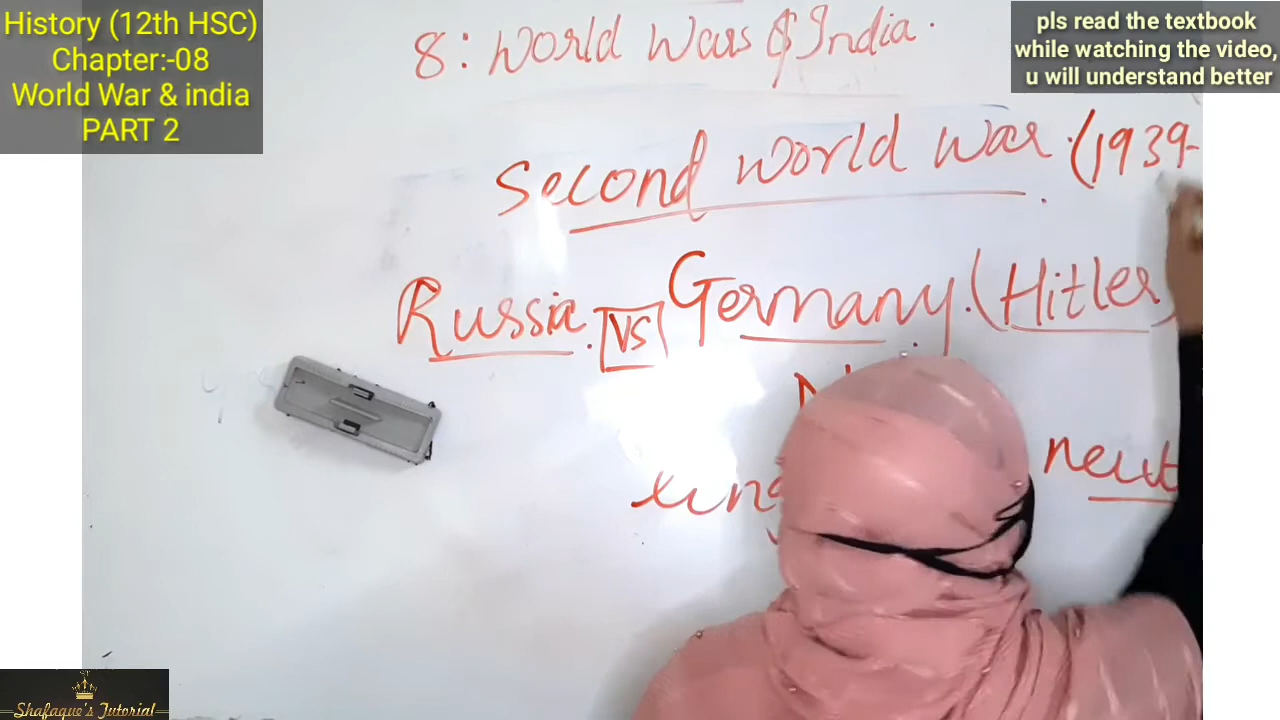 History (12th HSC)
Chapter:-08
World War & india
PART 2
pls read the textbook
while watching the video,
u will understand better
8: World Wars & India.
Second World War. (1939-
Russia. VS Germany. (Hitler)
neut
Shafaque's Tutorial